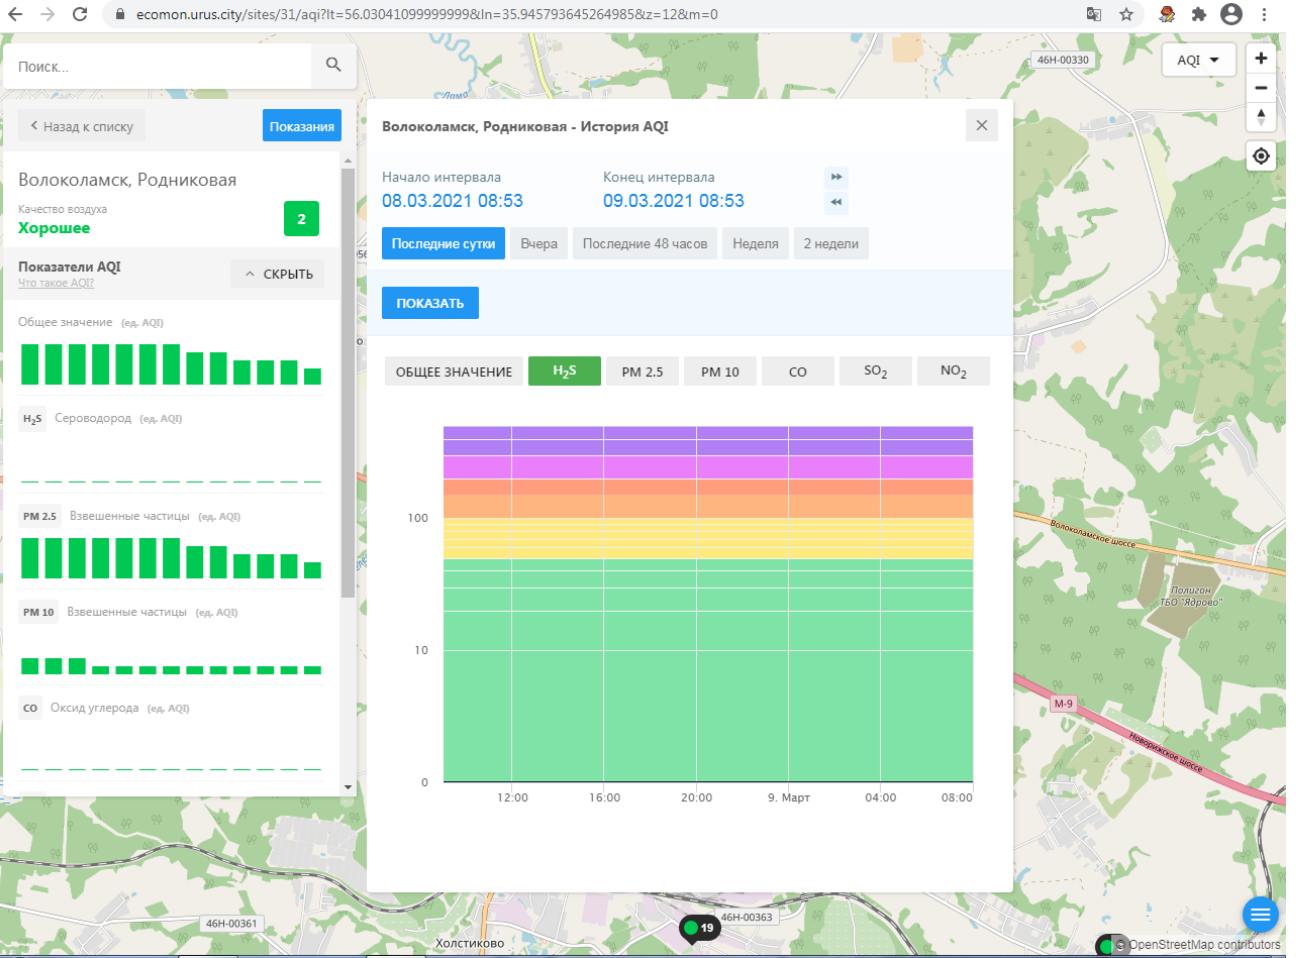 ecomon.urus.city/sites/31/aqi?lt=56.03041099999999&ln=35.945793645264985&z=12&m=0
Поиск...
46Н-00330
AQI
Назад к списку
Показания
Волоколамск, Родниковая
Качество воздуха
Хорошее
2
Показатели AQI
Что такое AQI?
СКРЫТЬ
Общее значение (ед. AQI)
H2S Сероводород (ед. AQI)
PM 2.5 Взвешенные частицы (ед. AQI)
PM 10 Взвешенные частицы (ед. AQI)
CO Оксид углерода (ед. AQI)
Волоколамск, Родниковая - История AQI
Начало интервала
08.03.2021 08:53
Конец интервала
09.03.2021 08:53
Последние сутки
Вчера
Последние 48 часов
Неделя
2 недели
ПОКАЗАТЬ
ОБЩЕЕ ЗНАЧЕНИЕ
H2S
PM 2.5
PM 10
CO
SO2
NO2
100
10
0
12:00
16:00
20:00
9. Март
04:00
08:00
Волоколамское шоссе
Полигон
ТБО "Ядрово"
М-9
Новорижское шоссе
46Н-00361
46Н-00363
19
Холстиково
© OpenStreetMap contributors